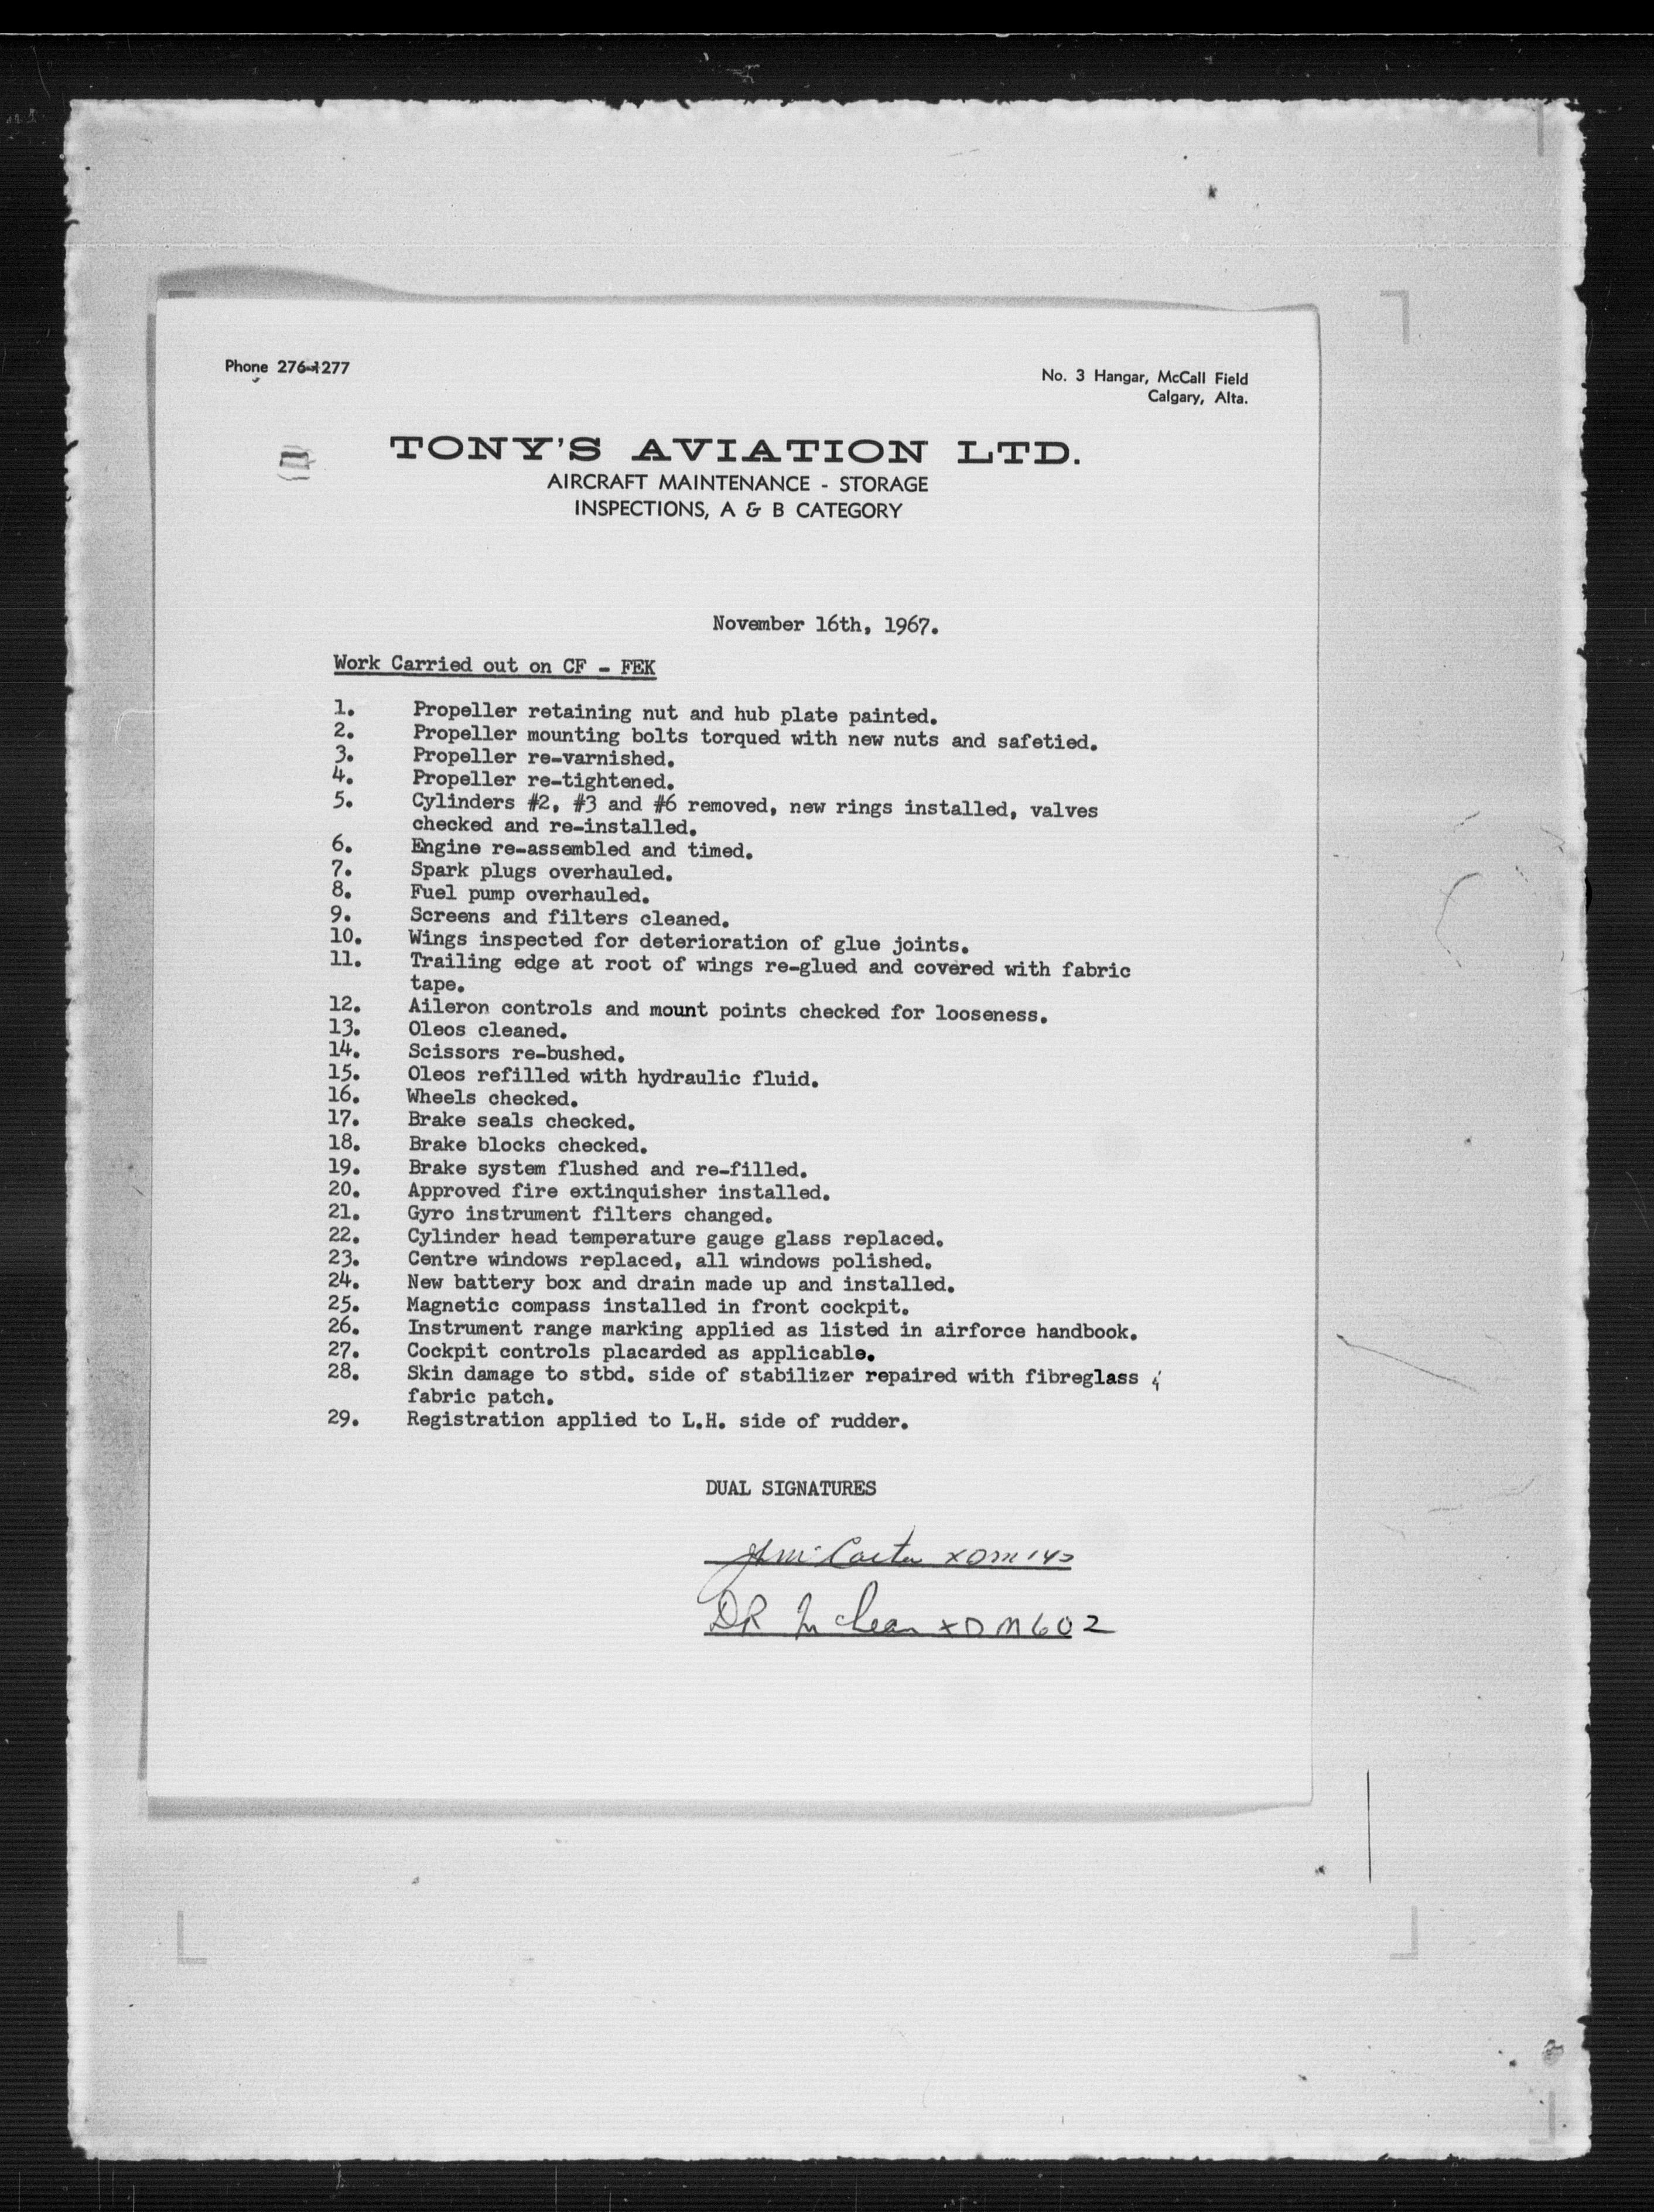 Phone 276-1277
No. 3 Hangar, McCall Field
Calgary, Alta.
TONY'S AVIATION LTD.
AIRCRAFT MAINTENANCE - STORAGE
INSPECTIONS, A & B CATEGORY
November 16th, 1967.
Work Carried out on CF - FEK
1. Propeller retaining nut and hub plate painted.
2. Propeller mounting bolts torqued with new nuts and safetied.
3. Propeller re-varnished.
4. Propeller re-tightened.
5. Cylinders #2, #3 and #6 removed, new rings installed, valves
checked and re-installed.
6. Engine re-assembled and timed.
7. Spark plugs overhauled.
8. Fuel pump overhauled.
9. Screens and filters cleaned.
10. Wings inspected for deterioration of glue joints.
11. Trailing edge at root of wings re-glued and covered with fabric
tape.
12. Aileron controls and mount points checked for looseness.
13. Oleos cleaned.
14. Scissors re-bushed.
15. Oleos refilled with hydraulic fluid.
16. Wheels checked.
17. Brake seals checked.
18. Brake blocks checked.
19. Brake system flushed and re-filled.
20. Approved fire extinquisher installed.
21. Gyro instrument filters changed.
22. Cylinder head temperature gauge glass replaced.
23. Centre windows replaced, all windows polished.
24. New battery box and drain made up and installed.
25. Magnetic compass installed in front cockpit.
26. Instrument range marking applied as listed in airforce handbook.
27. Cockpit controls placarded as applicable.
28. Skin damage to stbd. side of stabilizer repaired with fibreglass &
fabric patch.
29. Registration applied to L.H. side of rudder.
DUAL SIGNATURES
DR McLean XDM602